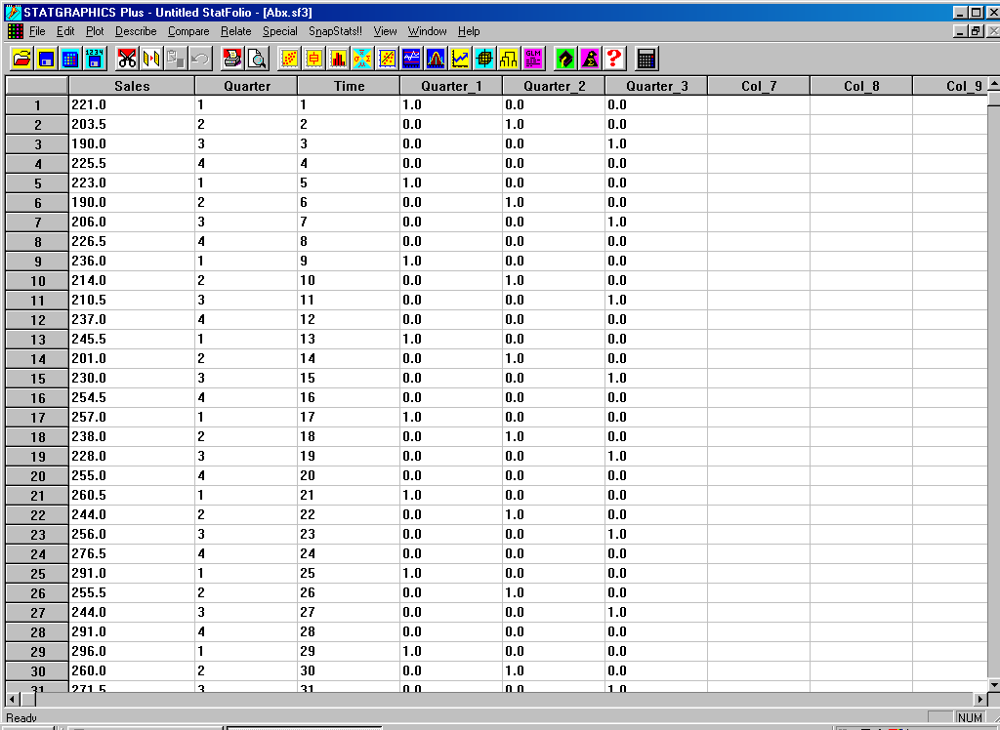 STATGRAPHICS Plus - Untitled StatFolio - [Abx.sf3]
File Edit Plot Describe Compare Relate Special SnapStats!! View Window Help
1234 GLM ?
Sales Quarter Time Quarter_1 Quarter_2 Quarter_3 Col_7 Col_8 Col_9
1 221.0 1 1 1.0 0.0 0.0
2 203.5 2 2 0.0 1.0 0.0
3 190.0 3 3 0.0 0.0 1.0
4 225.5 4 4 0.0 0.0 0.0
5 223.0 1 5 1.0 0.0 0.0
6 190.0 2 6 0.0 1.0 0.0
7 206.0 3 7 0.0 0.0 1.0
8 226.5 4 8 0.0 0.0 0.0
9 236.0 1 9 1.0 0.0 0.0
10 214.0 2 10 0.0 1.0 0.0
11 210.5 3 11 0.0 0.0 1.0
12 237.0 4 12 0.0 0.0 0.0
13 245.5 1 13 1.0 0.0 0.0
14 201.0 2 14 0.0 1.0 0.0
15 230.0 3 15 0.0 0.0 1.0
16 254.5 4 16 0.0 0.0 0.0
17 257.0 1 17 1.0 0.0 0.0
18 238.0 2 18 0.0 1.0 0.0
19 228.0 3 19 0.0 0.0 1.0
20 255.0 4 20 0.0 0.0 0.0
21 260.5 1 21 1.0 0.0 0.0
22 244.0 2 22 0.0 1.0 0.0
23 256.0 3 23 0.0 0.0 1.0
24 276.5 4 24 0.0 0.0 0.0
25 291.0 1 25 1.0 0.0 0.0
26 255.5 2 26 0.0 1.0 0.0
27 244.0 3 27 0.0 0.0 1.0
28 291.0 4 28 0.0 0.0 0.0
29 296.0 1 29 1.0 0.0 0.0
30 260.0 2 30 0.0 1.0 0.0
31 271.5 3 31 0.0 0.0 1.0
Ready NUM